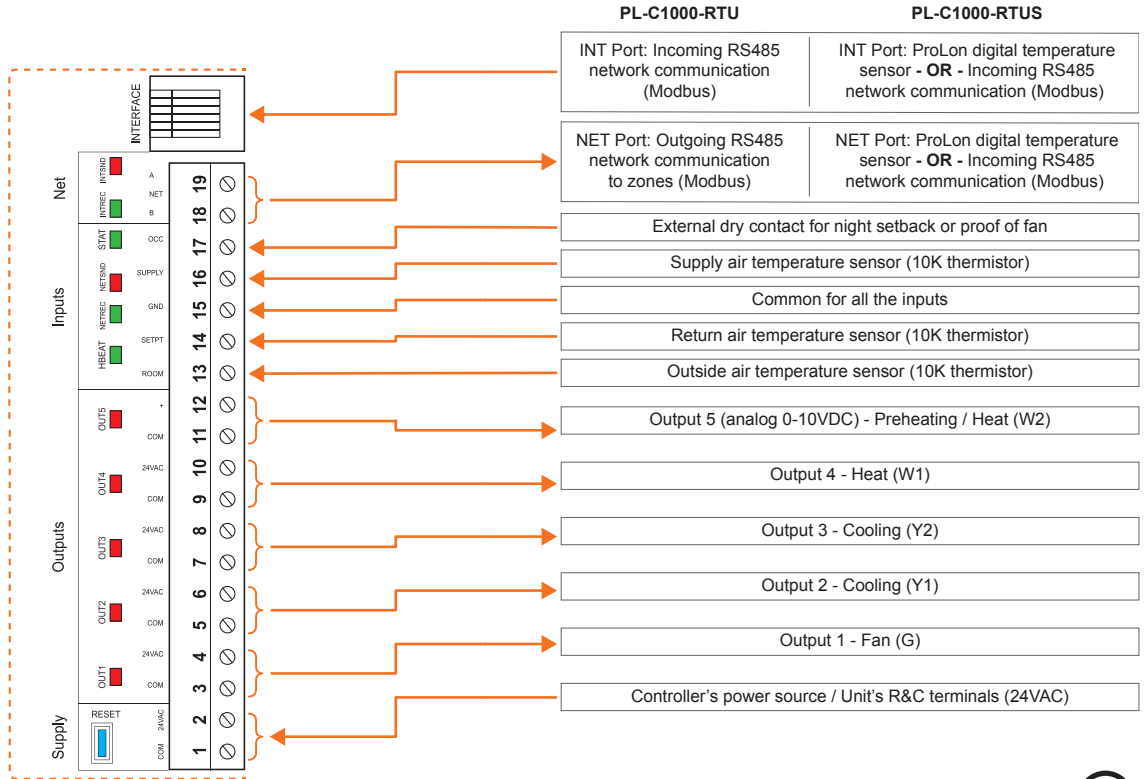 PL-C1000-RTU
PL-C1000-RTUS
INT Port: Incoming RS485
network communication
(Modbus)
INT Port: ProLon digital temperature
sensor - OR - Incoming RS485
network communication (Modbus)
NET Port: Outgoing RS485
network communication
to zones (Modbus)
NET Port: ProLon digital temperature
sensor - OR - Incoming RS485
network communication (Modbus)
External dry contact for night setback or proof of fan
Supply air temperature sensor (10K thermistor)
Common for all the inputs
Return air temperature sensor (10K thermistor)
Outside air temperature sensor (10K thermistor)
Output 5 (analog 0-10VDC) - Preheating / Heat (W2)
Output 4 - Heat (W1)
Output 3 - Cooling (Y2)
Output 2 - Cooling (Y1)
Output 1 - Fan (G)
Controller's power source / Unit's R&C terminals (24VAC)
INTERFACE
Net
INTSND
A
19
NET
INTREC
B
18
Inputs
STAT
OCC
17
NETSND
SUPPLY
16
NETREC
GND
15
SETPT
14
HBEAT
ROOM
13
Outputs
OUT5
+
12
COM
11
OUT4
24VAC
10
COM
9
OUT3
24VAC
8
COM
7
OUT2
24VAC
6
COM
5
OUT1
24VAC
4
COM
3
Supply
RESET
24VAC
2
COM
1